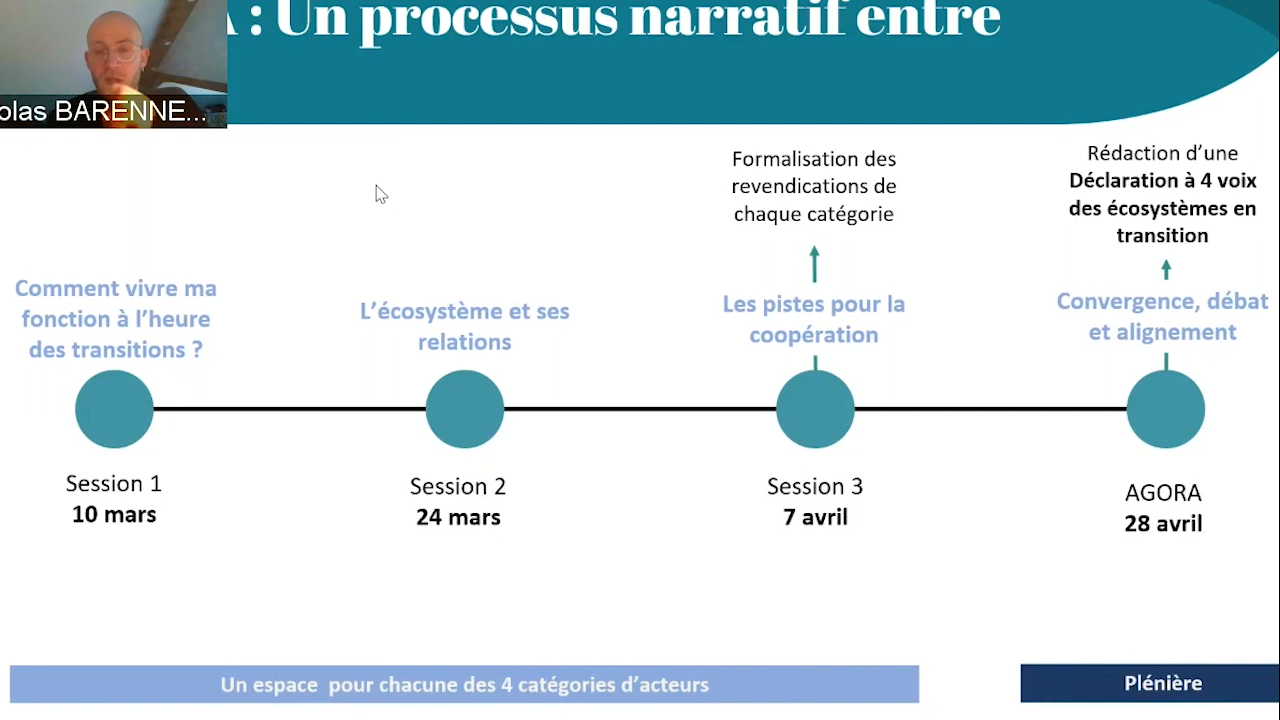 : Un processus narratif entre
olas BARENNE...
Formalisation des
revendications de
chaque catégorie
Rédaction d’une
Déclaration à 4 voix
des écosystèmes en
transition
Comment vivre ma
fonction à l’heure
des transitions ?
L’écosystème et ses
relations
Les pistes pour la
coopération
Convergence, débat
et alignement
Session 1
10 mars
Session 2
24 mars
Session 3
7 avril
AGORA
28 avril
Un espace pour chacune des 4 catégories d’acteurs
Plénière